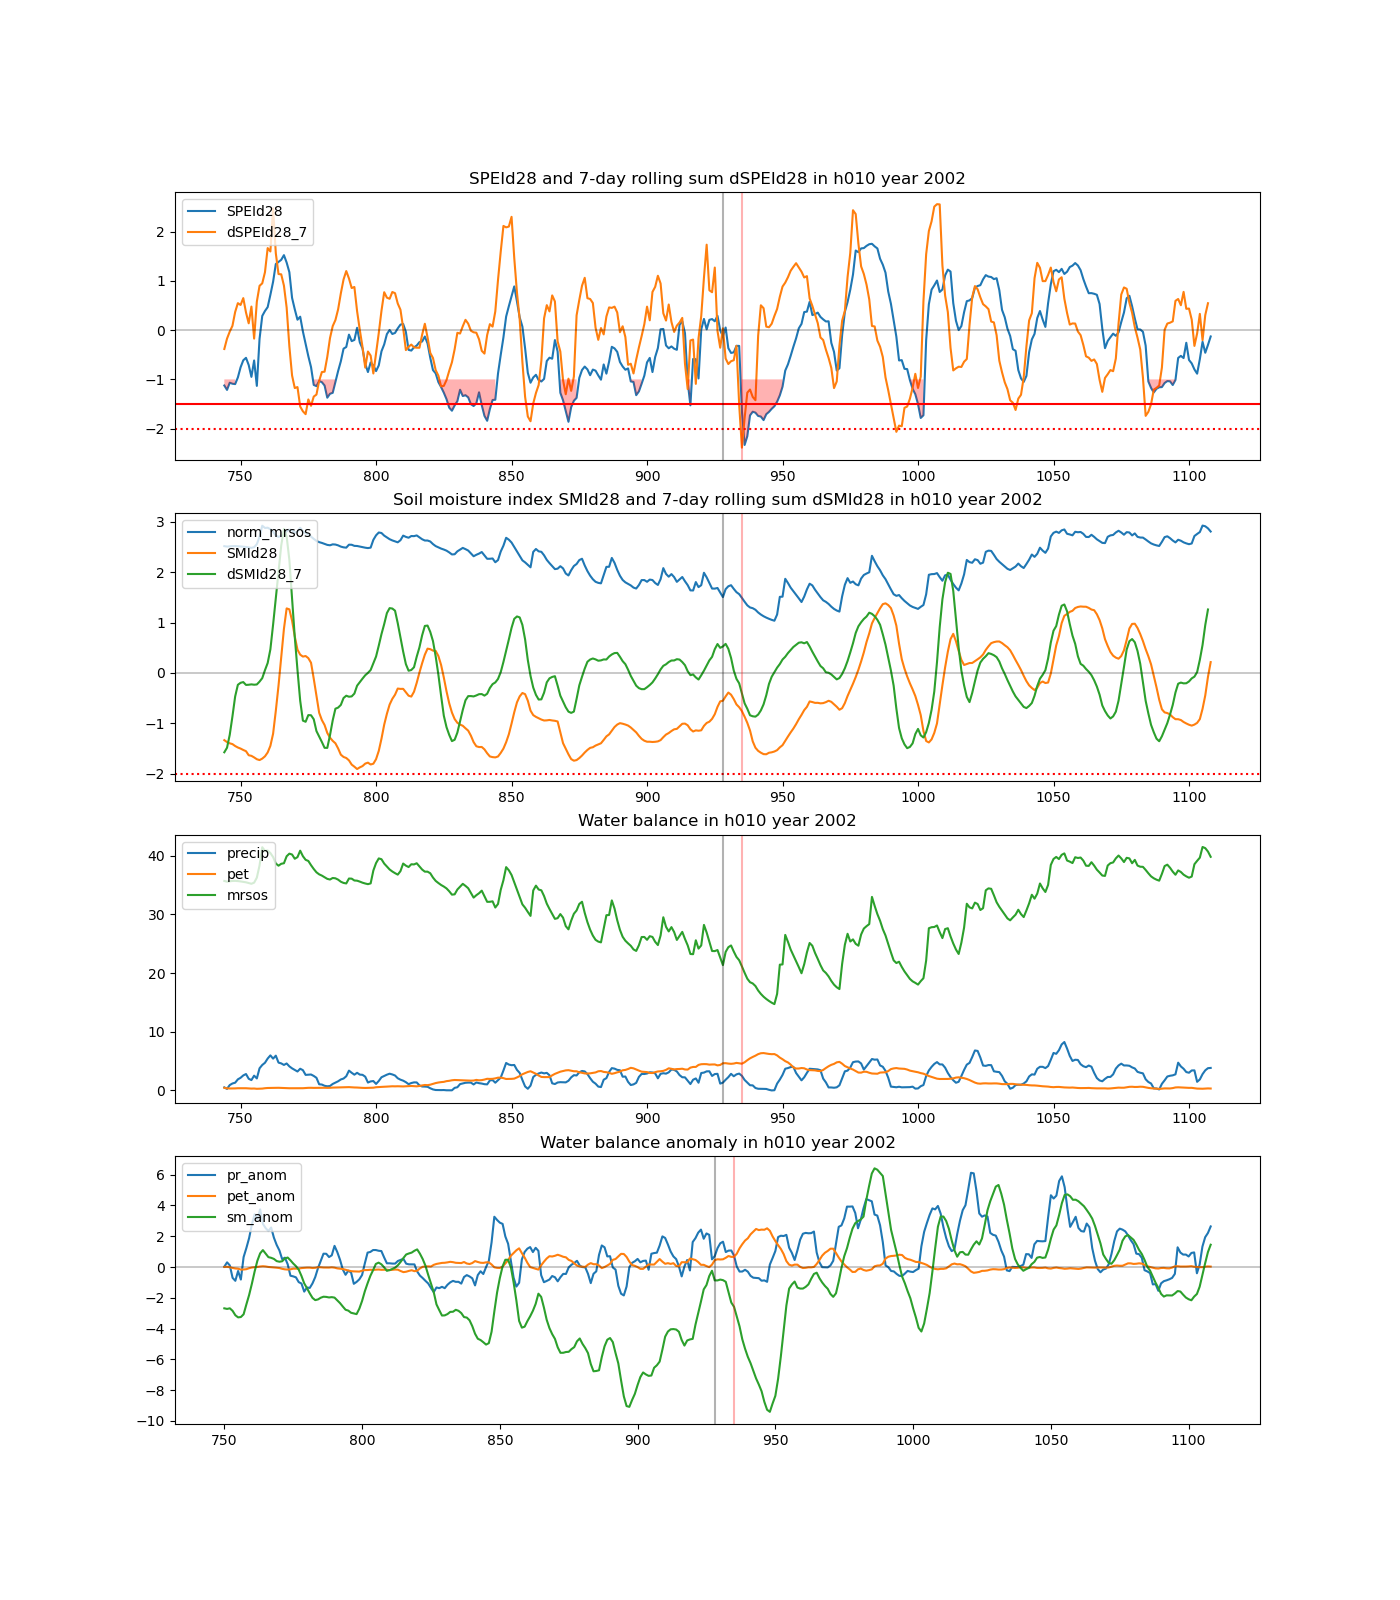 SPEId28 and 7-day rolling sum dSPEId28 in h010 year 2002
SPEId28
dSPEId28_7
2
1
0
−1
−2
750 800 850 900 950 1000 1050 1100
Soil moisture index SMId28 and 7-day rolling sum dSMId28 in h010 year 2002
norm_mrsos
SMId28
dSMId28_7
3
2
1
0
−1
−2
750 800 850 900 950 1000 1050 1100
Water balance in h010 year 2002
precip
pet
mrsos
40
30
20
10
0
750 800 850 900 950 1000 1050 1100
Water balance anomaly in h010 year 2002
pr_anom
pet_anom
sm_anom
6
4
2
0
−2
−4
−6
−8
−10
750 800 850 900 950 1000 1050 1100